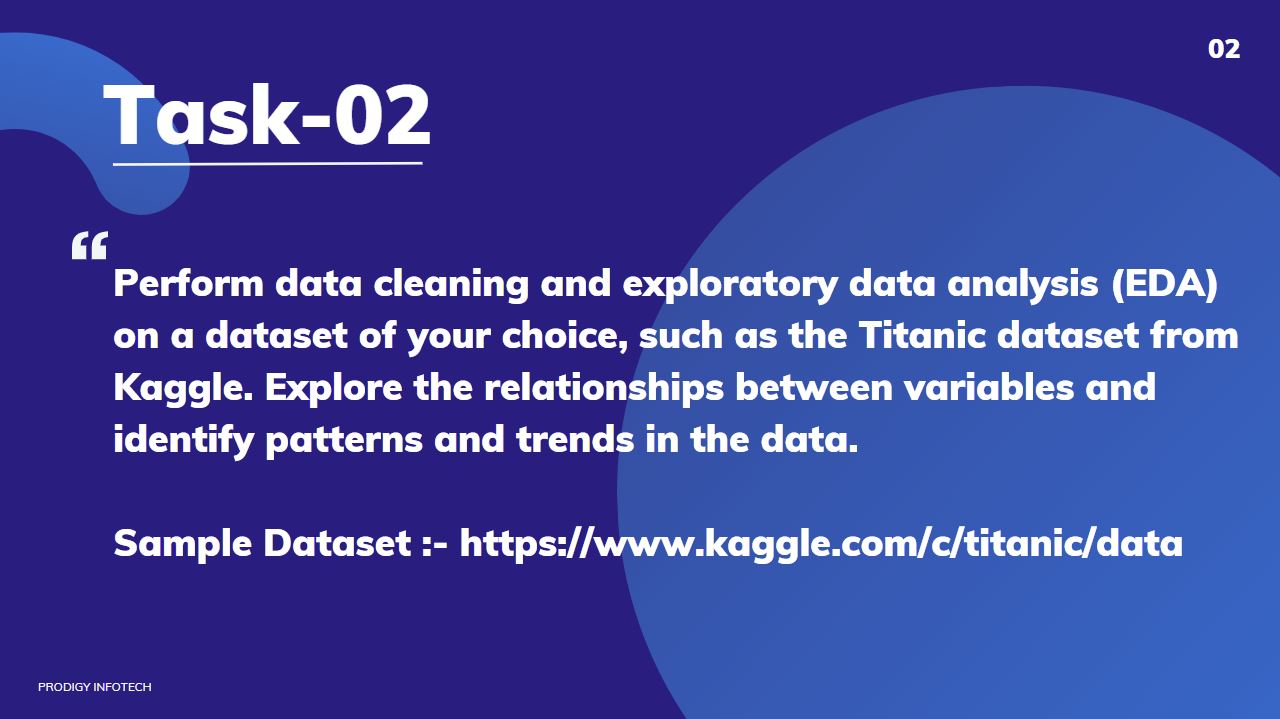 02
Task-02
“
Perform data cleaning and exploratory data analysis (EDA)
on a dataset of your choice, such as the Titanic dataset from
Kaggle. Explore the relationships between variables and
identify patterns and trends in the data.
Sample Dataset :- https://www.kaggle.com/c/titanic/data
PRODIGY INFOTECH